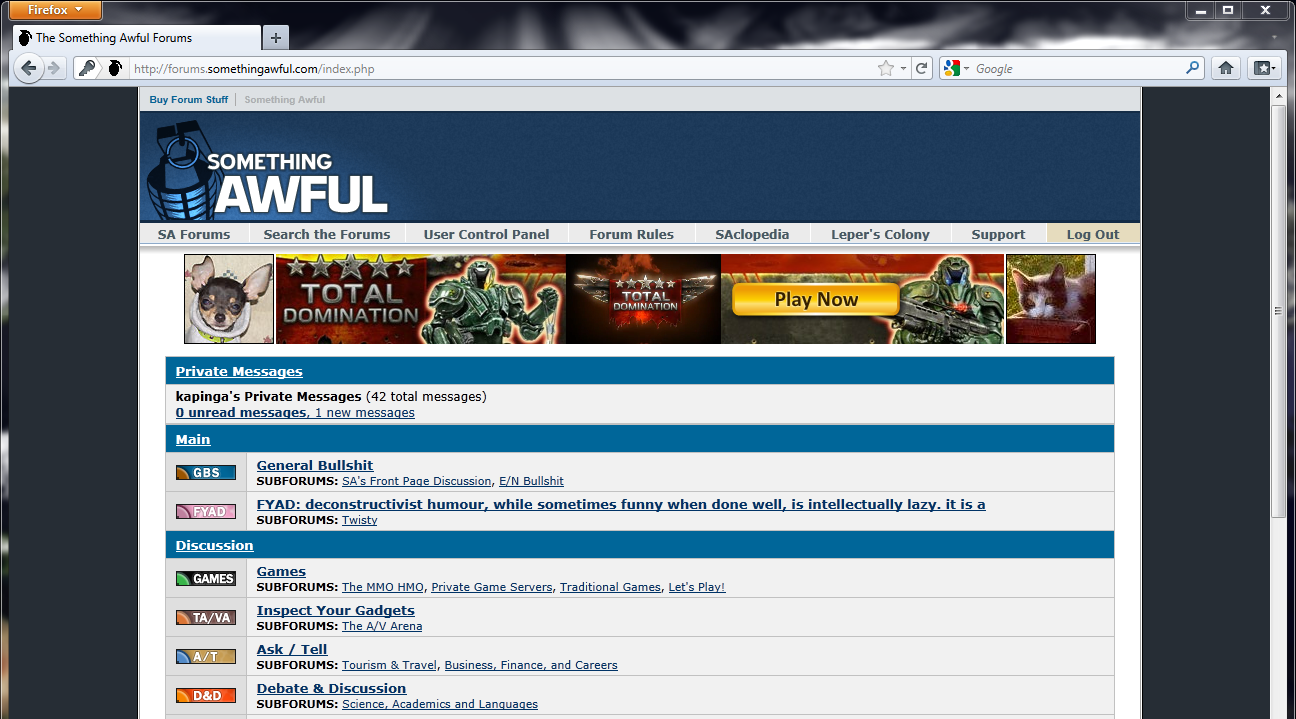 Firefox
The Something Awful Forums
http://forums.somethingawful.com/index.php
Google
Buy Forum Stuff
Something Awful
SOMETHING
AWFUL
SA Forums
Search the Forums
User Control Panel
Forum Rules
SAclopedia
Leper's Colony
Support
Log Out
TOTAL
DOMINATION
TOTAL
DOMINATION
Play Now
Private Messages
kapinga's Private Messages (42 total messages)
0 unread messages, 1 new messages
Main
GBS
General Bullshit
SUBFORUMS: SA's Front Page Discussion, E/N Bullshit
FYAD
FYAD: deconstructivist humour, while sometimes funny when done well, is intellectually lazy. it is a
SUBFORUMS: Twisty
Discussion
GAMES
Games
SUBFORUMS: The MMO HMO, Private Game Servers, Traditional Games, Let's Play!
TA/VA
Inspect Your Gadgets
SUBFORUMS: The A/V Arena
A/T
Ask / Tell
SUBFORUMS: Tourism & Travel, Business, Finance, and Careers
D&D
Debate & Discussion
SUBFORUMS: Science, Academics and Languages